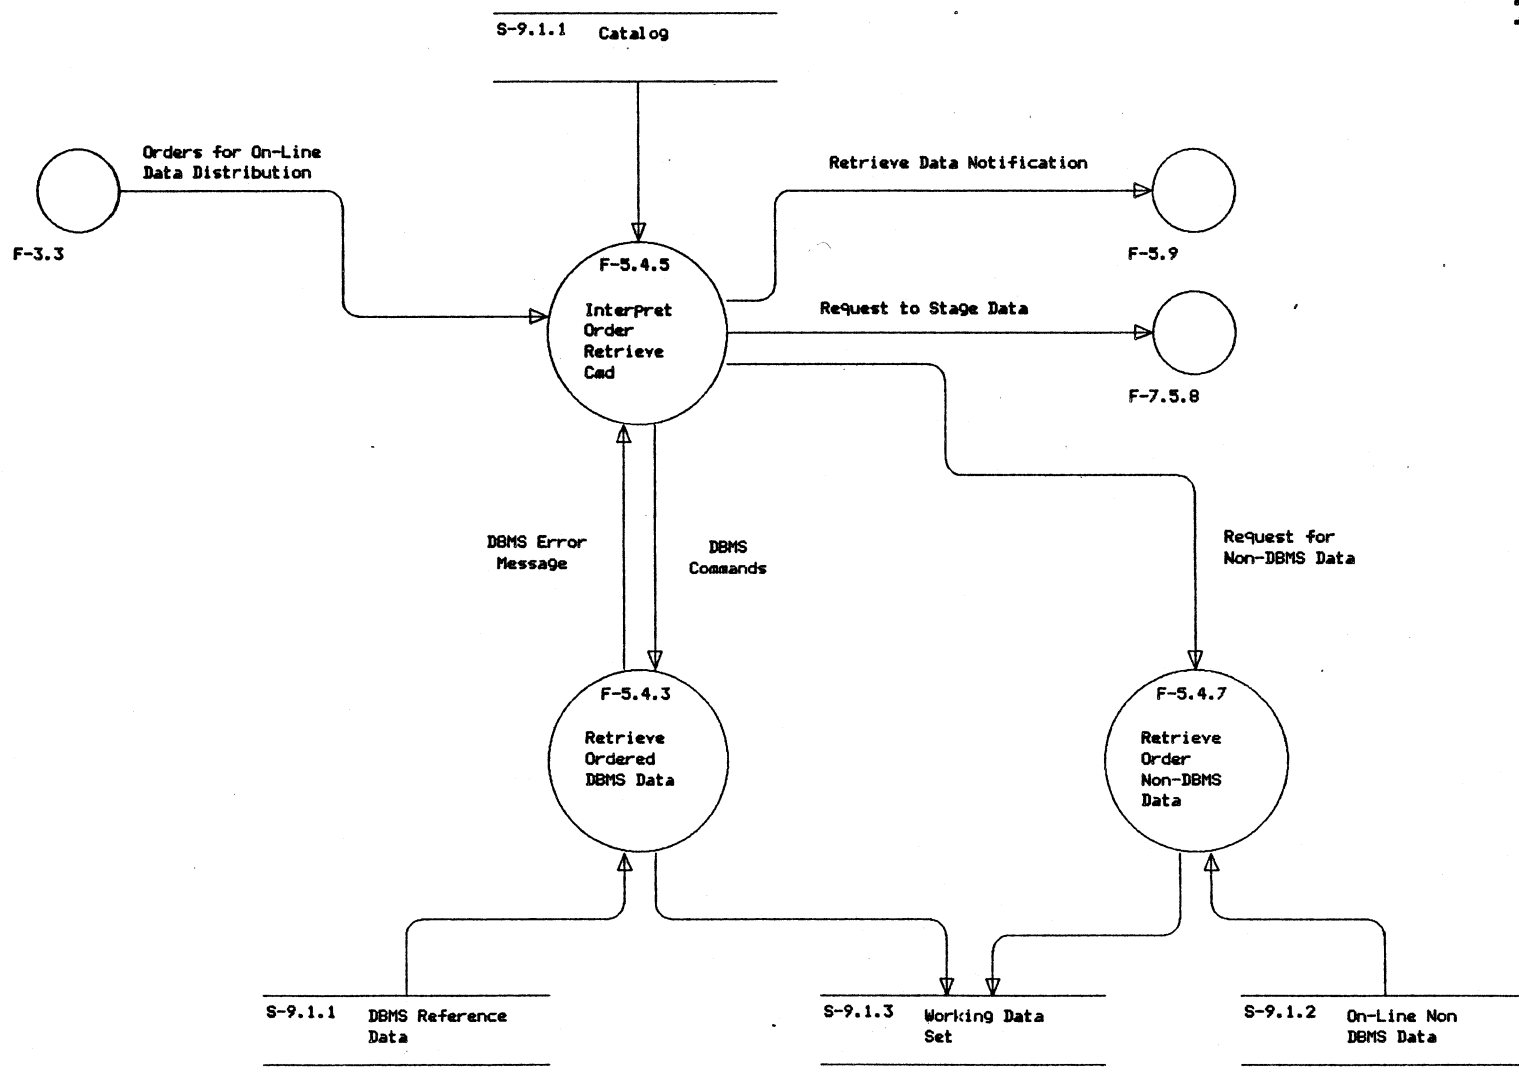 S-9.1.1 Catalog
Orders for On-Line
Data Distribution
F-3.3
Retrieve Data Notification
F-5.9
F-5.4.5
Interpret
Order
Retrieve
Cmd
Request to Stage Data
F-7.5.8
DBMS Error
Message
DBMS
Commands
Request for
Non-DBMS Data
F-5.4.3
Retrieve
Ordered
DBMS Data
F-5.4.7
Retrieve
Order
Non-DBMS
Data
S-9.1.1 DBMS Reference
Data
S-9.1.3 Working Data
Set
S-9.1.2 On-Line Non
DBMS Data